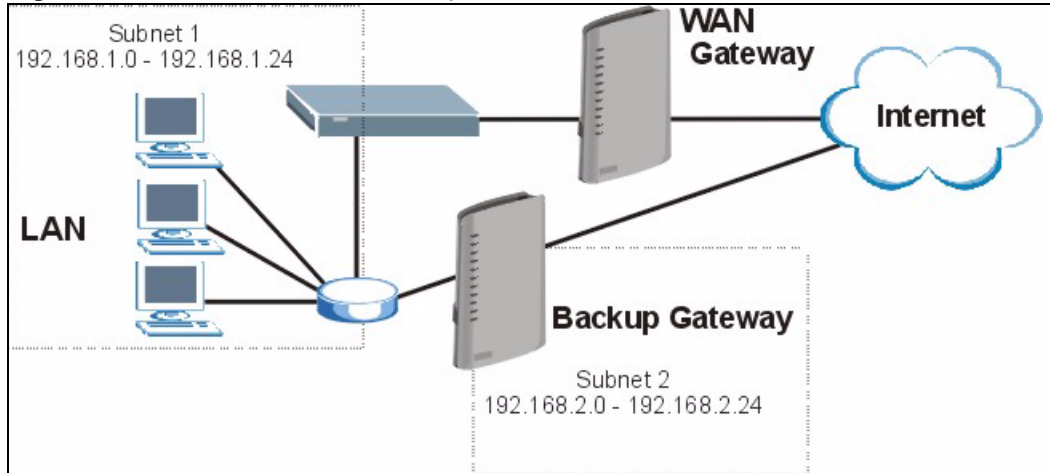 Subnet 1
192.168.1.0 - 192.168.1.24
LAN
WAN
Gateway
Internet
Backup Gateway
Subnet 2
192.168.2.0 - 192.168.2.24